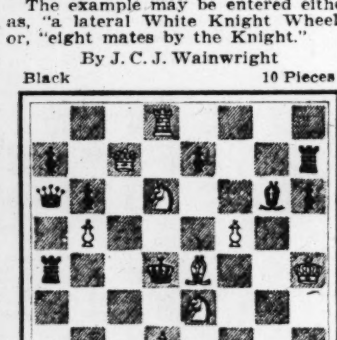 The example may be entered eithe
as, "a lateral White Knight Wheel
or, "eight mates by the Knight."
By J. C. J. Wainwright
Black 10 Pieces